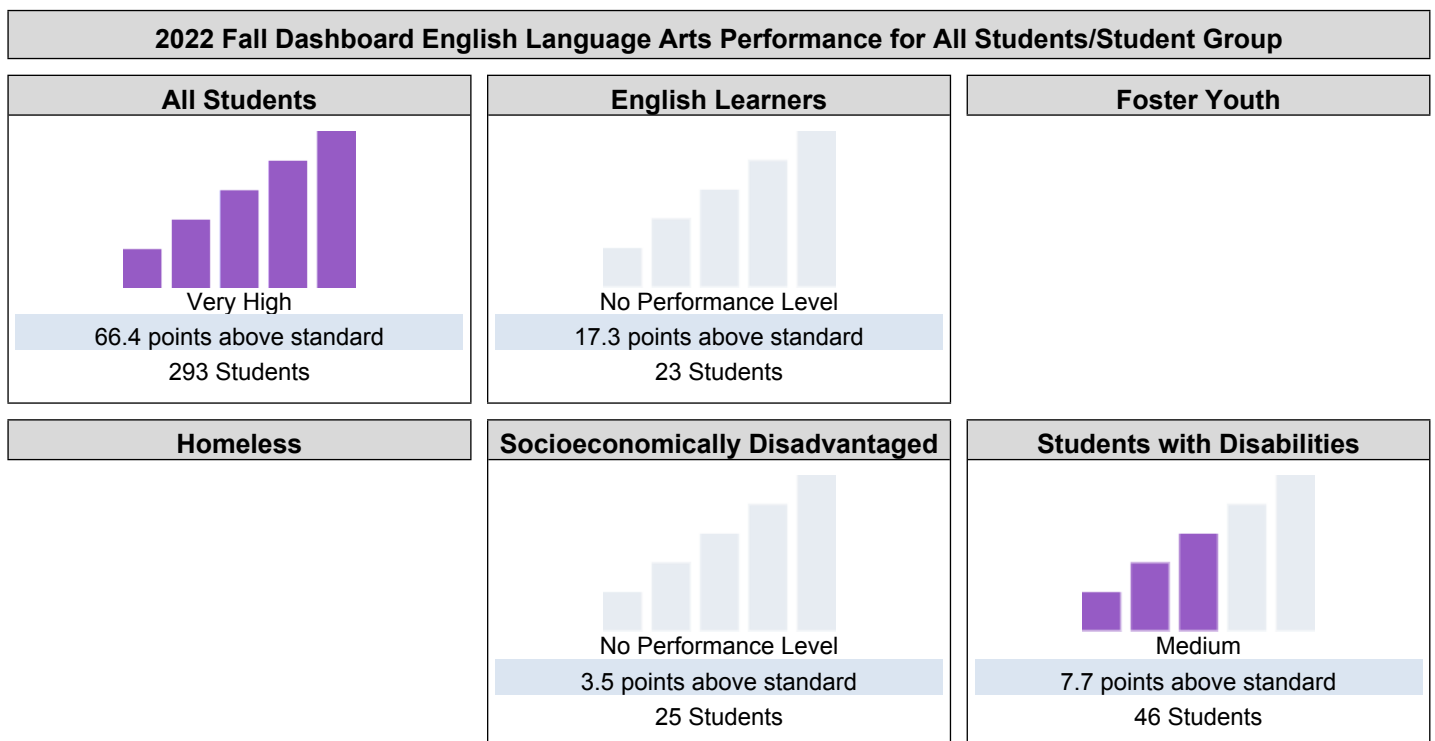 2022 Fall Dashboard English Language Arts Performance for All Students/Student Group
All Students
Very High
66.4 points above standard
293 Students
English Learners
No Performance Level
17.3 points above standard
23 Students
Foster Youth
Homeless
Socioeconomically Disadvantaged
No Performance Level
3.5 points above standard
25 Students
Students with Disabilities
Medium
7.7 points above standard
46 Students